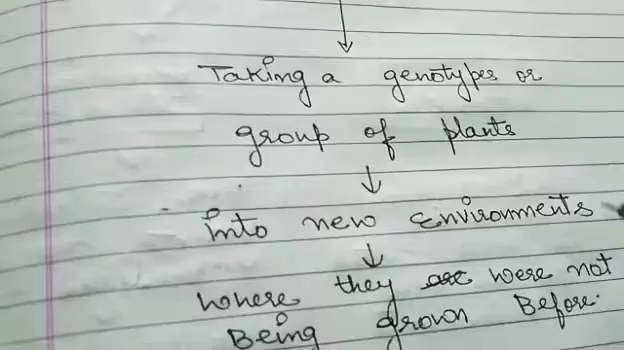 Taking a genotypes or
group of plants
into new Environments
where they are were not
Being grown Before.